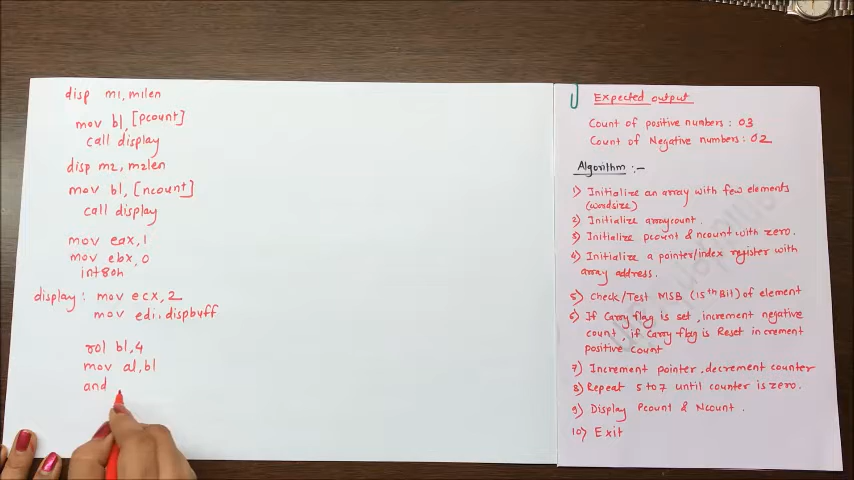 disp m1, m1len
mov bl, [pcount]
call display
disp m2, m2len
mov bl, [ncount]
call display
mov eax, 1
mov ebx, 0
int80h
display : mov ecx, 2
mov edi, dispbuff
rol bl, 4
mov al, bl
and
Expected output
Count of positive numbers : 03
Count of Negative numbers : 02
Algorithm :-
1) Initialize an array with few elements
(wordsize)
2) Initialize arraycount.
3) Initialize pcount & ncount with zero.
4) Initialize a pointer/index register with
array address.
5) Check/Test MSB (15th Bit) of element
6) If Carry flag is set, increment negative
count. if Carry flag is Reset increment
positive count
7) Increment pointer, decrement counter
8) Repeat 5 to 7 until counter is zero.
9) Display Pcount & Ncount .
10) Exit